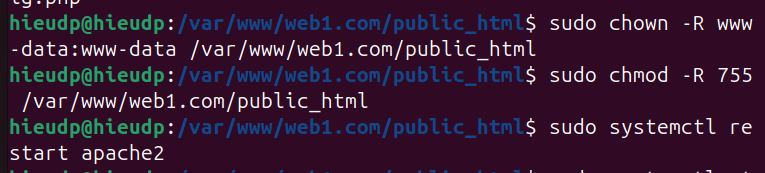 hieudp@hieudp:/var/www/web1.com/public_html$ sudo chown -R www
-data:www-data /var/www/web1.com/public_html
hieudp@hieudp:/var/www/web1.com/public_html$ sudo chmod -R 755
 /var/www/web1.com/public_html
hieudp@hieudp:/var/www/web1.com/public_html$ sudo systemctl re
start apache2